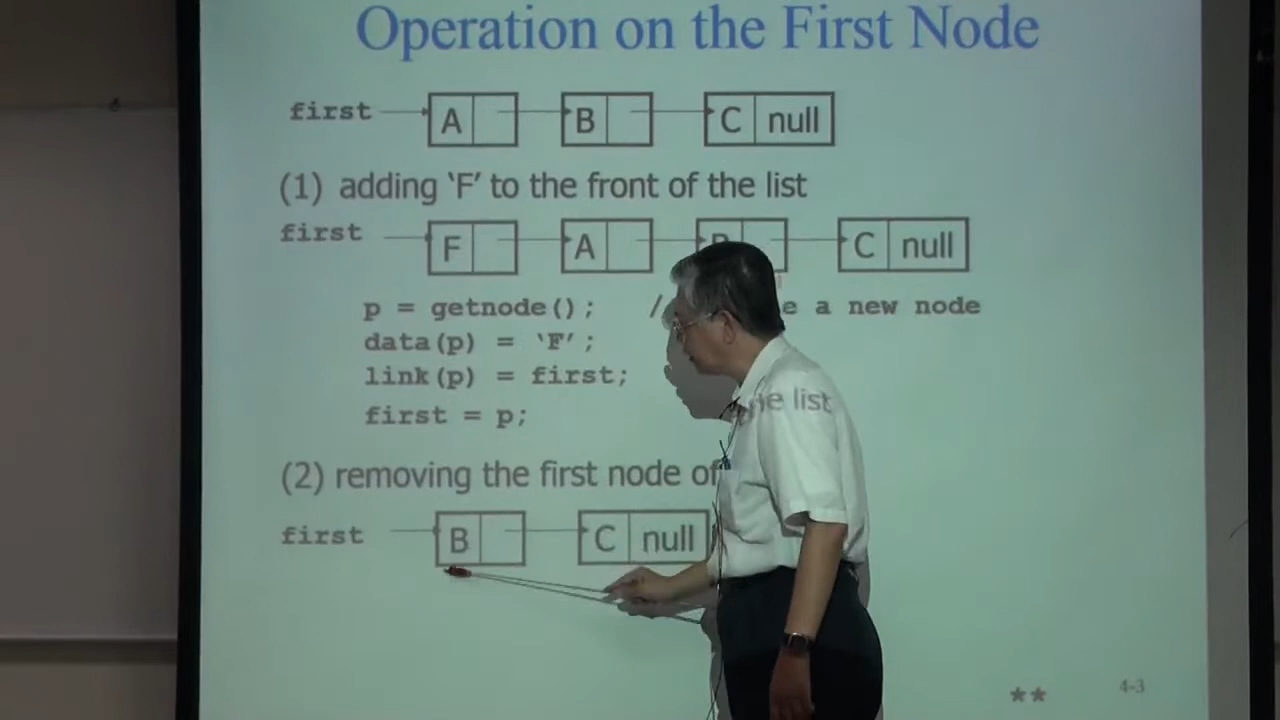 Operation on the First Node
first A B C null
(1) adding ‘F’ to the front of the list
first F A C null
p = getnode(); / e a new node
data(p) = ‘F’;
link(p) = first;
first = p;
(2) removing the first node of he list
first B C null
** 4-3